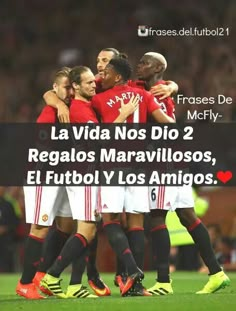 @frases.del.futbol21
Frases De
McFly-
MARTIAL
La Vida Nos Dio 2
Regalos Maravillosos,
El Futbol Y Los Amigos.❤
6